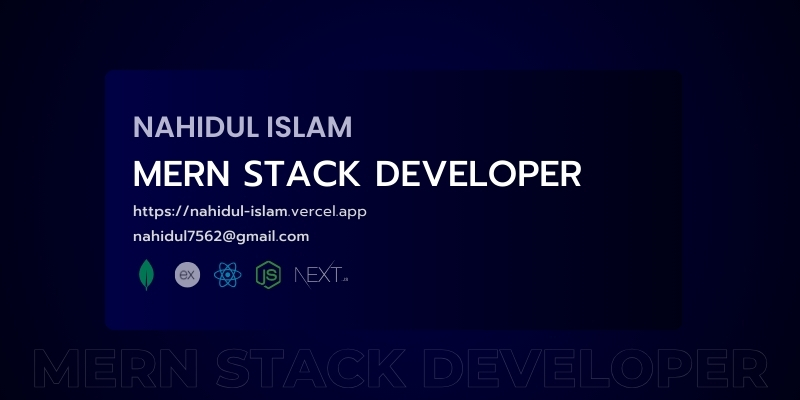 NAHIDUL ISLAM
MERN STACK DEVELOPER
https://nahidul-islam.vercel.app
nahidul7562@gmail.com
ex JS NEXT.JS
MERN STACK DEVELOPER